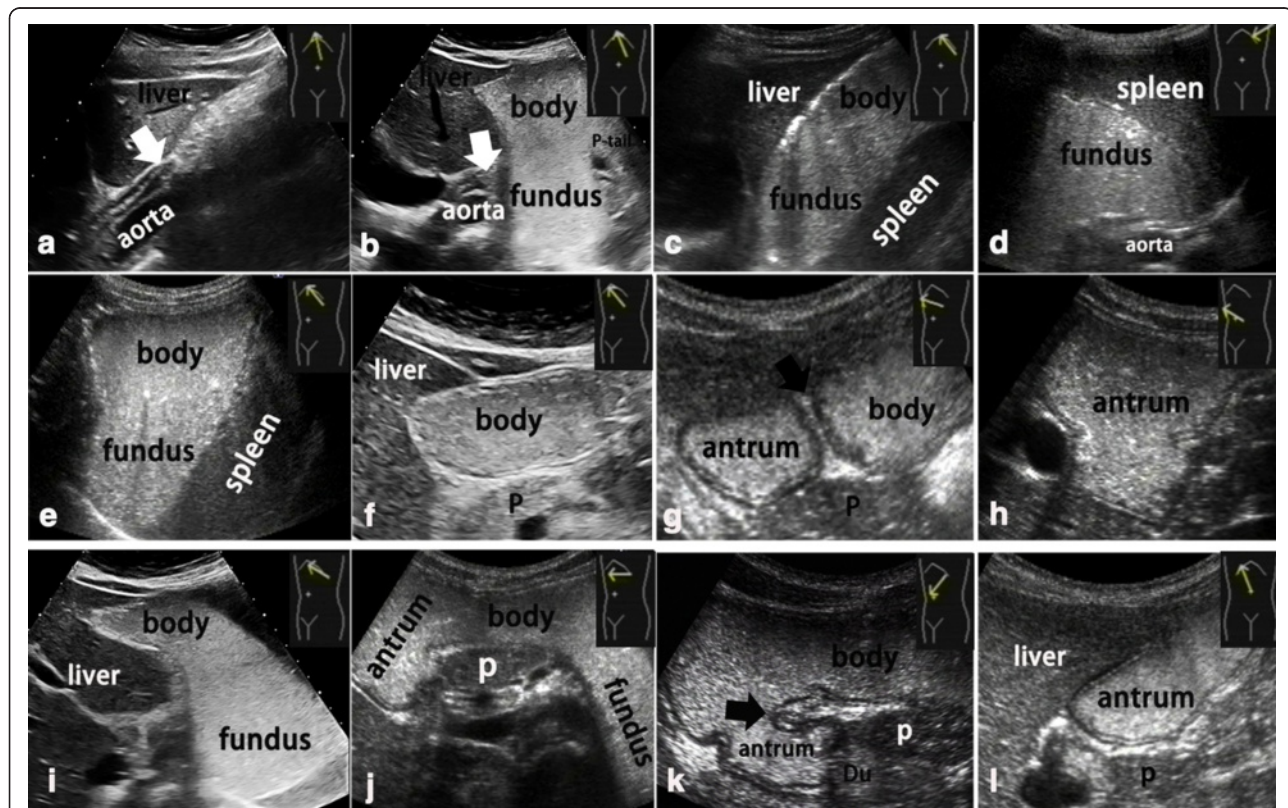 liver
aorta
a
liver
body
P-tail
fundus
aorta
b
liver
body
fundus
spleen
c
spleen
fundus
aorta
d
body
fundus
spleen
e
liver
body
P
f
antrum
body
P
g
antrum
h
body
liver
fundus
i
antrum
body
p
fundus
j
body
antrum
p
Du
k
liver
antrum
p
l